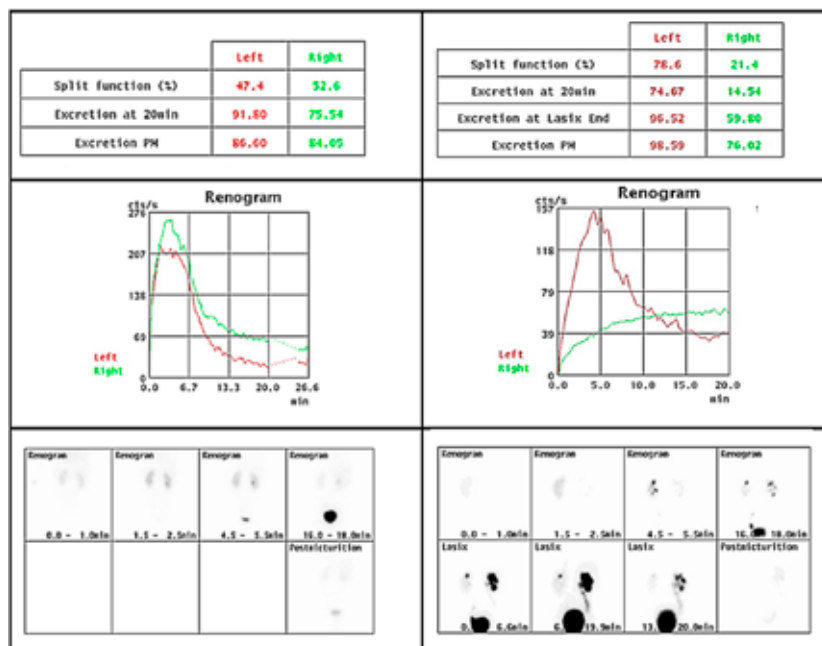 Left Right
Split function (%) 47.4 52.6
Excretion at 20min 91.80 75.54
Excretion PM 86.60 84.05
Left Right
Split function (%) 78.6 21.4
Excretion at 20min 74.67 14.54
Excretion at Lasix End 96.52 59.80
Excretion PM 98.59 76.02
Renogram
cts/s
276
207
138
69
0
Left
Right
0.0 6.7 13.3 20.0 26.6
min
Renogram
cts/s
157
118
79
39
0
Left
Right
0.0 5.0 10.0 15.0 20.0
min
Renogram Renogram Renogram Renogram
0.0 - 1.0min 1.5 - 2.5min 4.5 - 5.5min 16.0 - 18.0min
Postmicturition
Renogram Renogram Renogram Renogram
0.0 - 1.0min 1.5 - 2.5min 4.5 - 5.5min 16.0 18.0min
Lasix Lasix Lasix Postmicturition
0. 6.6min 6. 19.9min 13. 20.0min